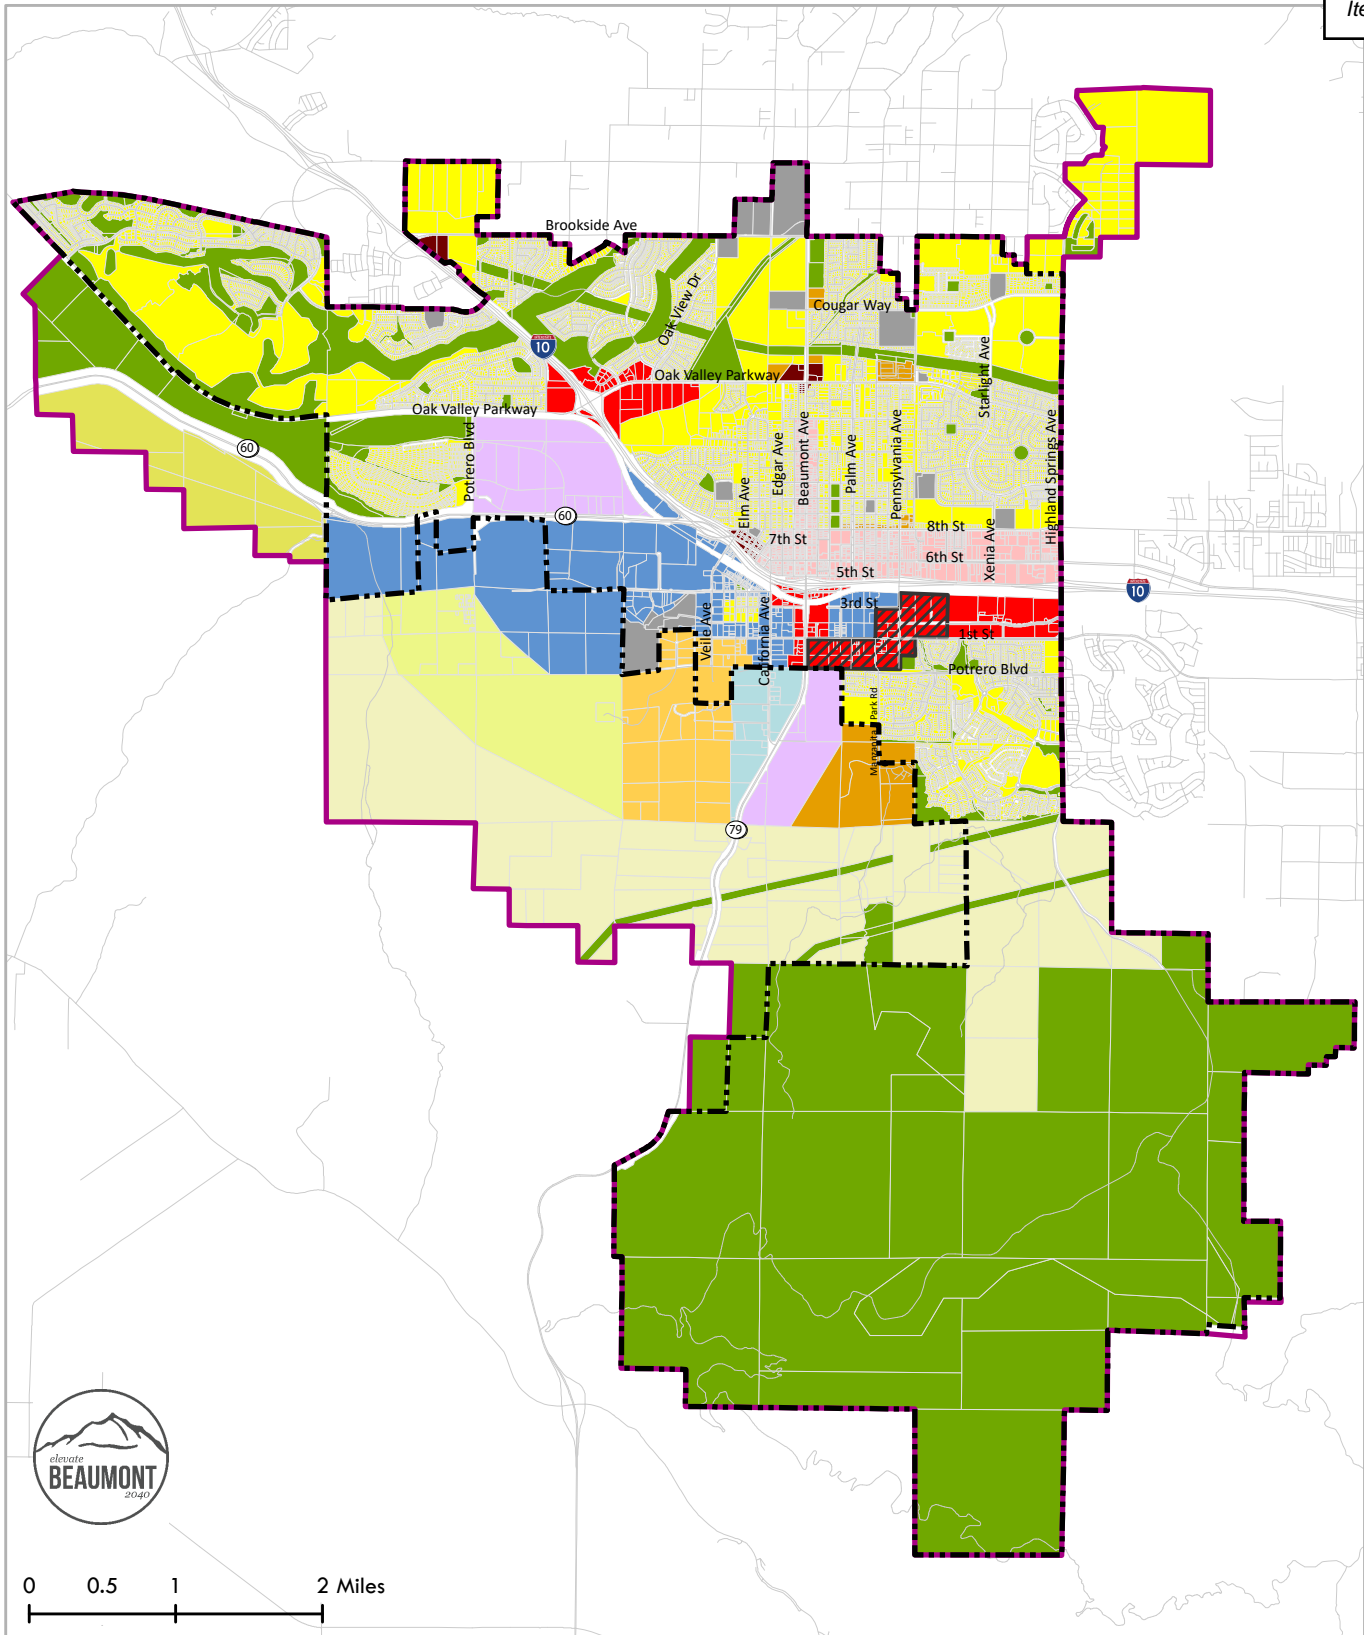 Ite
Brookside Ave
Oak View Dr
Cougar Way
10
Oak Valley Parkway
Starlight Ave
Oak Valley Parkway
60
Potrero Blvd
Edgar Ave
Beaumont Ave
Palm Ave
Pennsylvania Ave
Highland Springs Ave
Elm Ave
60
8th St
7th St
6th St
Xenia Ave
5th St
10
3rd St
Veile Ave
California Ave
1st St
Potrero Blvd
Manzanita Park Rd
79
elevate
BEAUMONT
2040
0 0.5 1 2 Miles